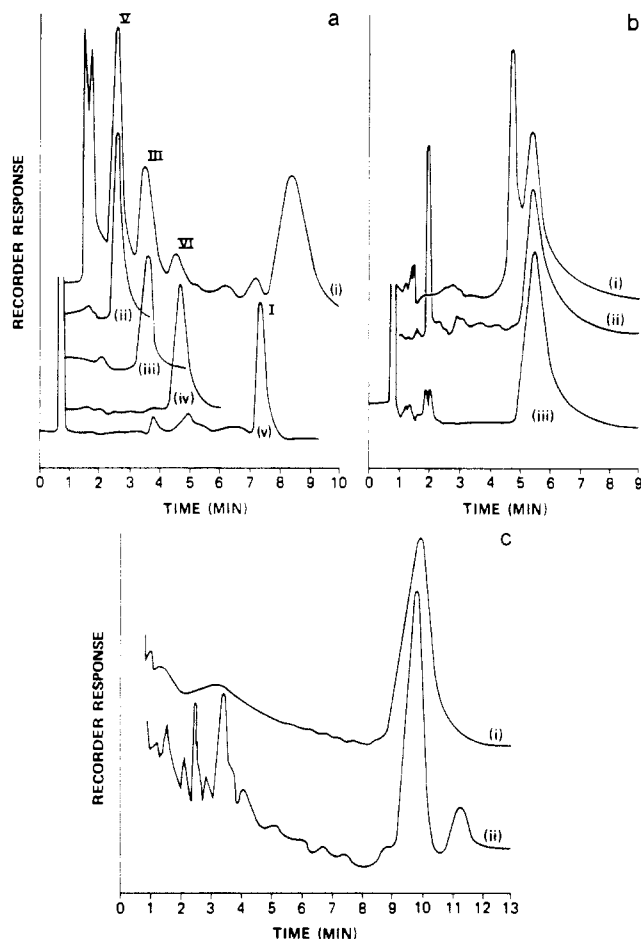 a
V
III
VI
I
(i)
(ii)
(iii)
(iv)
(v)
RECORDER RESPONSE
0 1 2 3 4 5 6 7 8 9 10
TIME (MIN)
b
(i)
(ii)
(iii)
0 1 2 3 4 5 6 7 8 9
TIME (MIN)
c
RECORDER RESPONSE
(i)
(ii)
0 1 2 3 4 5 6 7 8 9 10 11 12 13
TIME (MIN)